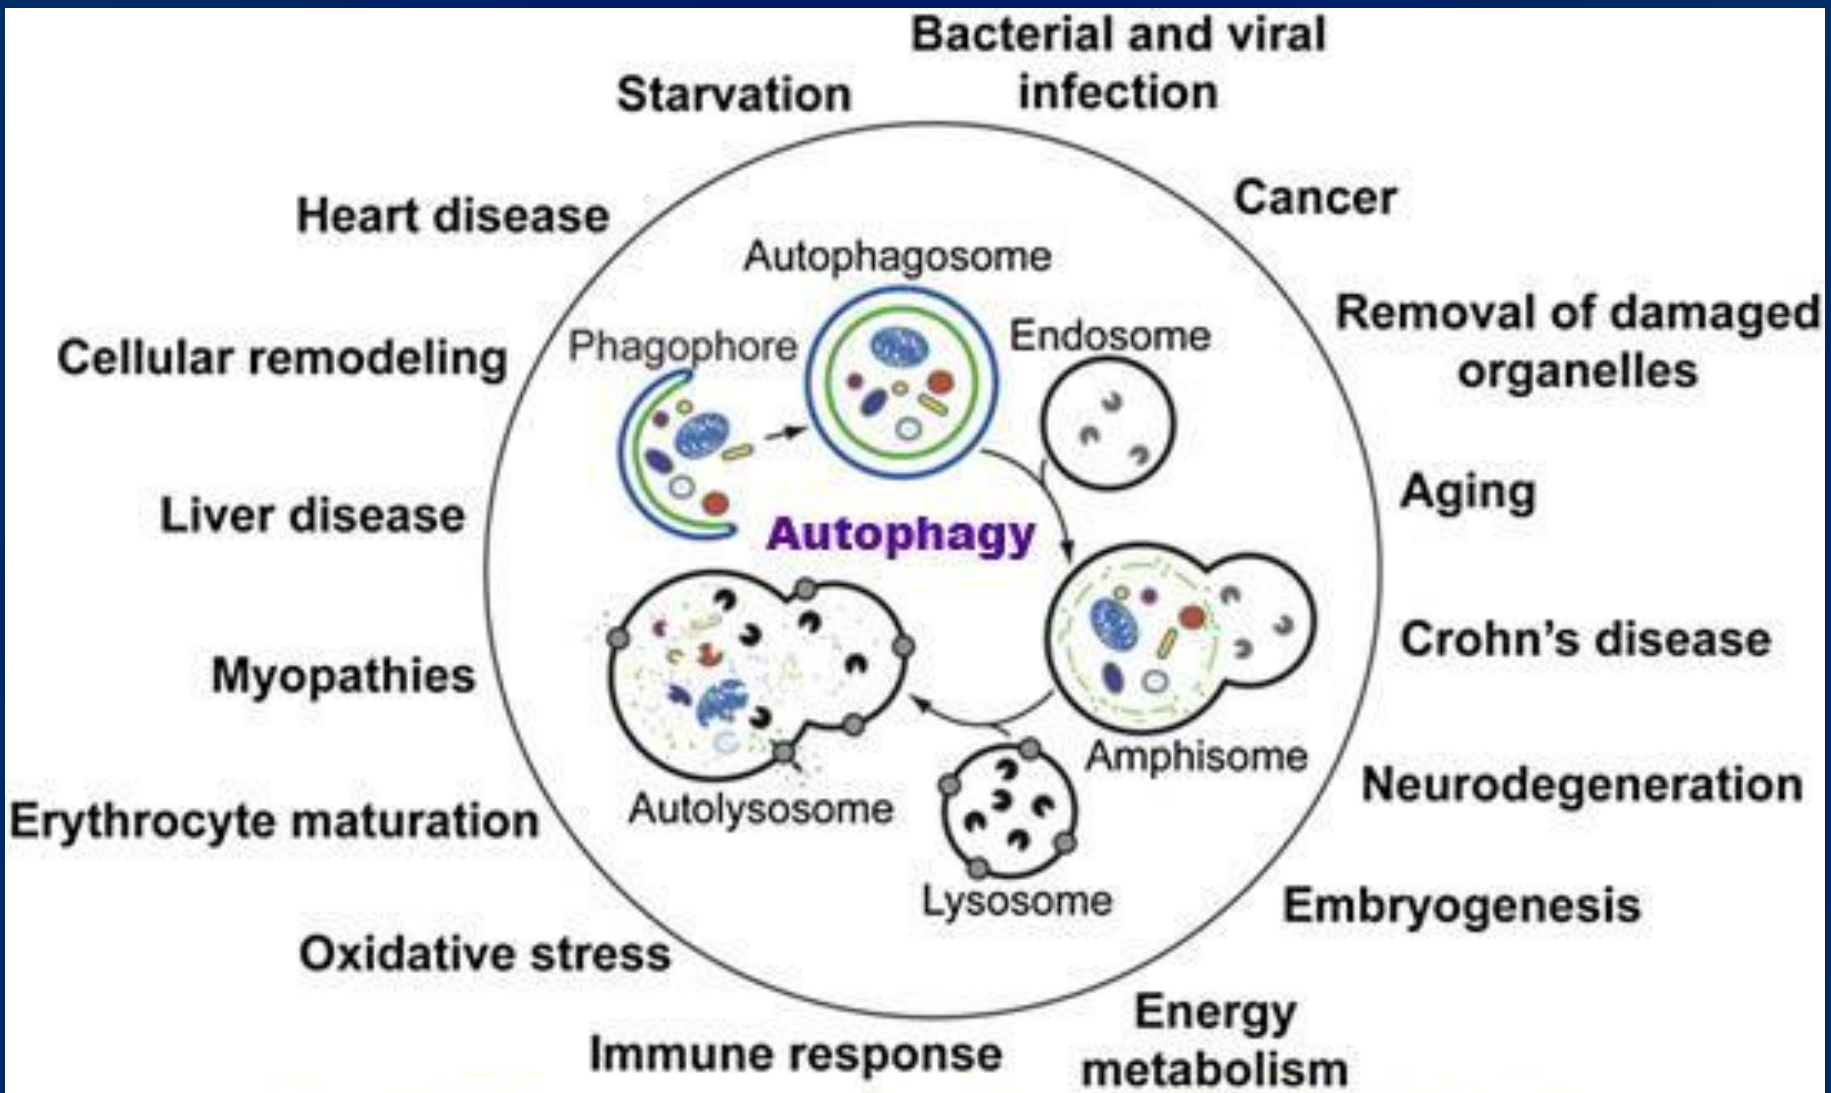 Bacterial and viral
infection
Starvation
Cancer
Heart disease
Autophagosome
Removal of damaged
organelles
Endosome
Phagophore
Cellular remodeling
Aging
Liver disease
Autophagy
Crohn's disease
Myopathies
Amphisome
Neurodegeneration
Autolysosome
Erythrocyte maturation
Lysosome
Embryogenesis
Oxidative stress
Energy
metabolism
Immune response